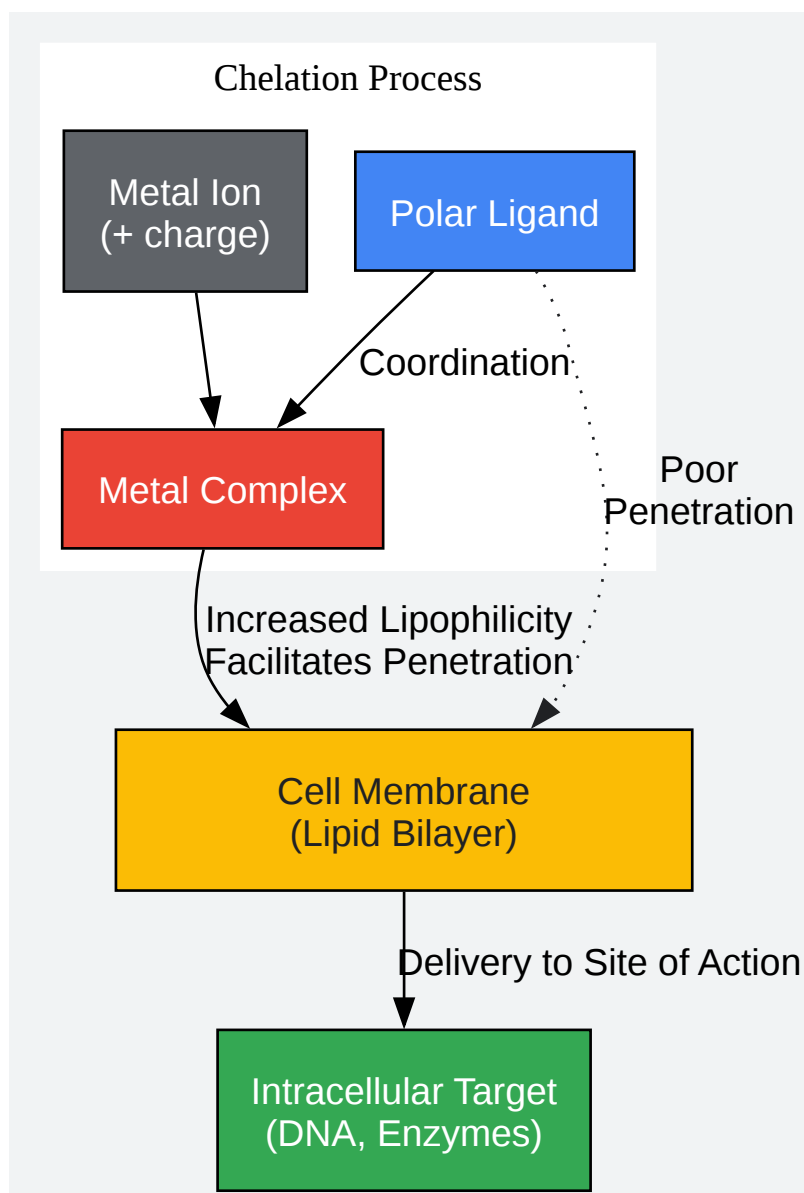 Chelation Process
Metal Ion
(+ charge)
Polar Ligand
Coordination
Poor
Penetration
Metal Complex
Increased Lipophilicity
Facilitates Penetration
Cell Membrane
(Lipid Bilayer)
Delivery to Site of Action
Intracellular Target
(DNA, Enzymes)